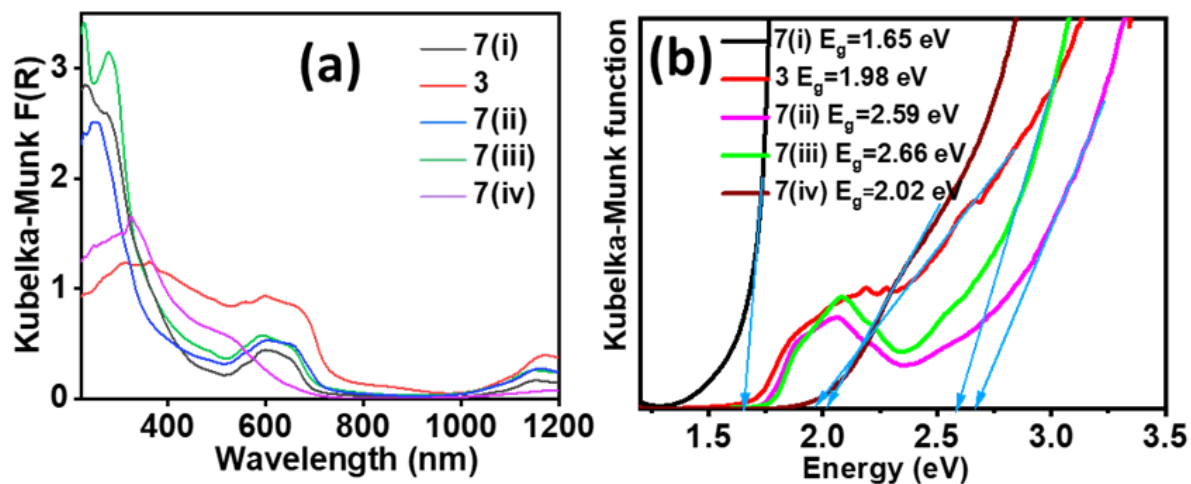 (a)
7(i)
3
7(ii)
7(iii)
7(iv)
Kubelka-Munk F(R)
3
2
1
0
400 600 800 1000 1200
Wavelength (nm)
(b)
7(i) Eg=1.65 eV
3 Eg=1.98 eV
7(ii) Eg=2.59 eV
7(iii) Eg=2.66 eV
7(iv) Eg=2.02 eV
Kubelka-Munk function
1.5 2.0 2.5 3.0 3.5
Energy (eV)